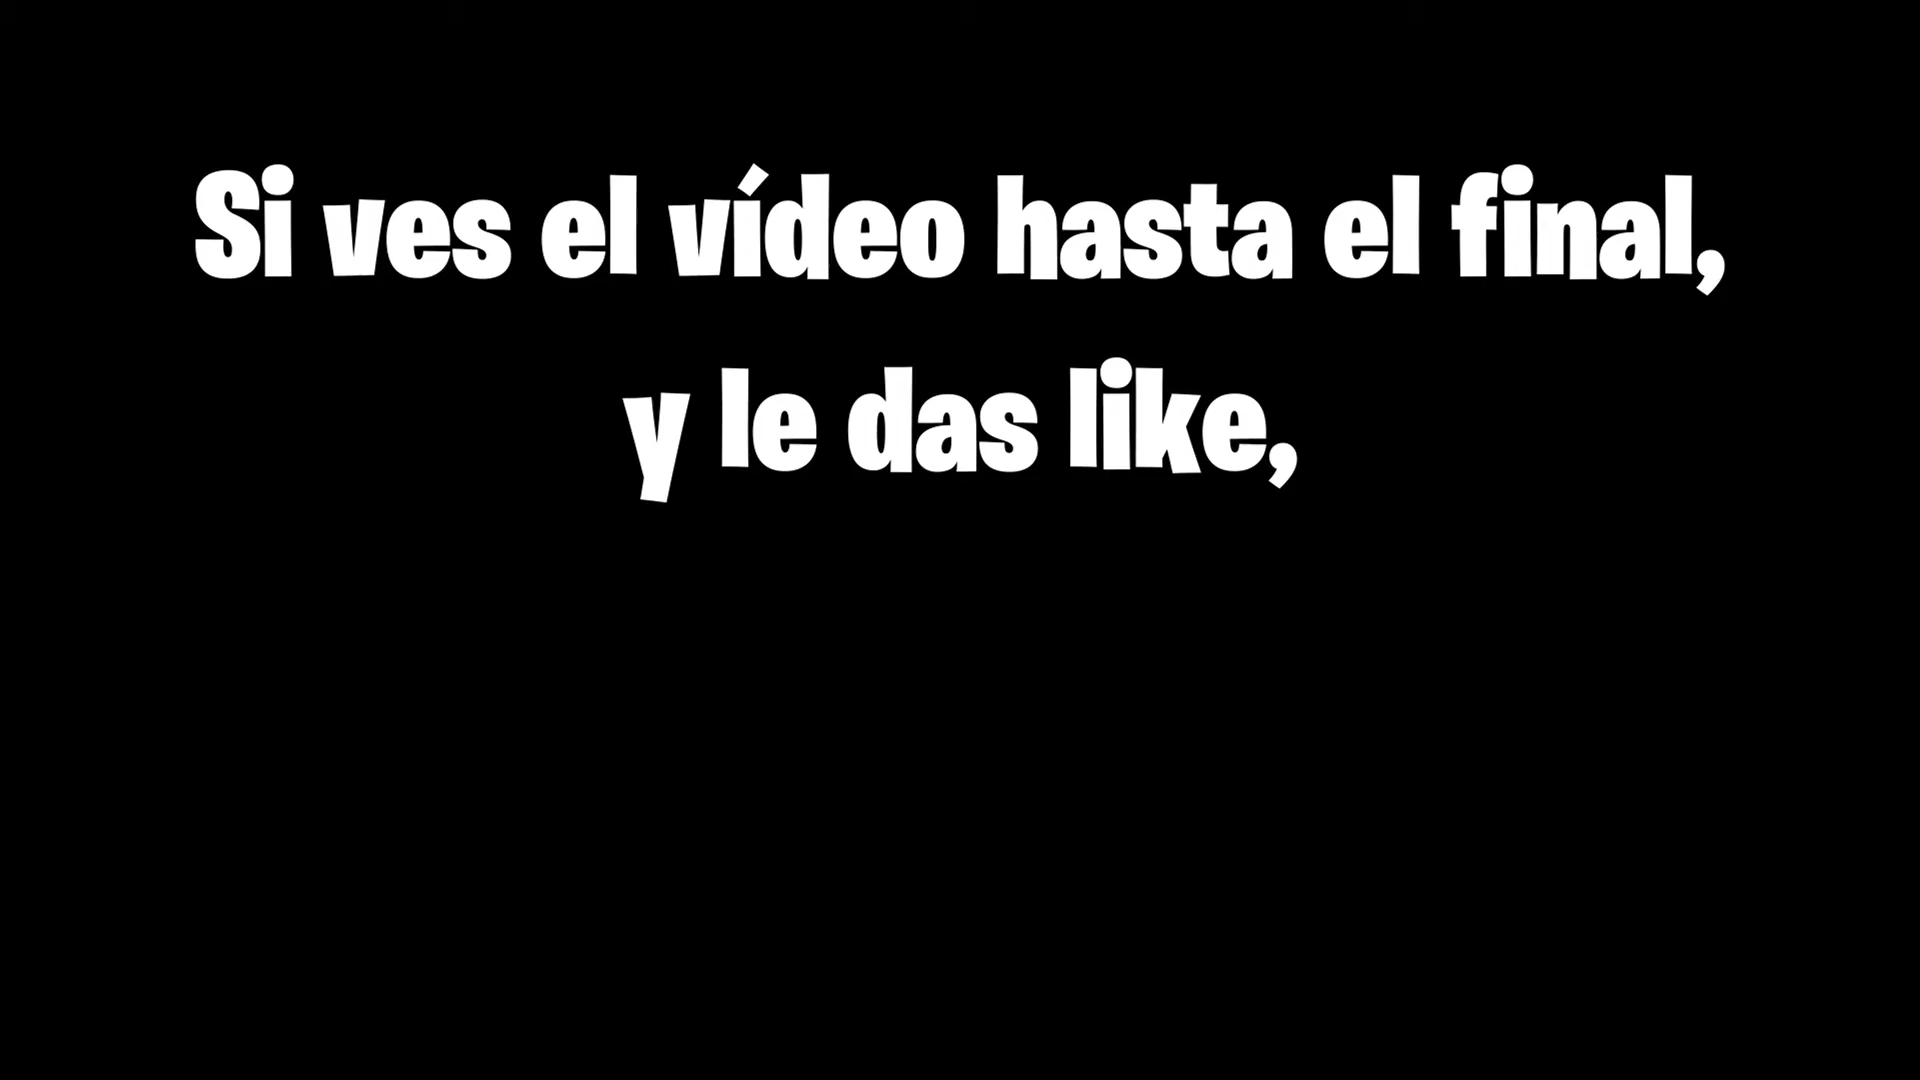 Si ves el vídeo hasta el final,
y le das like,